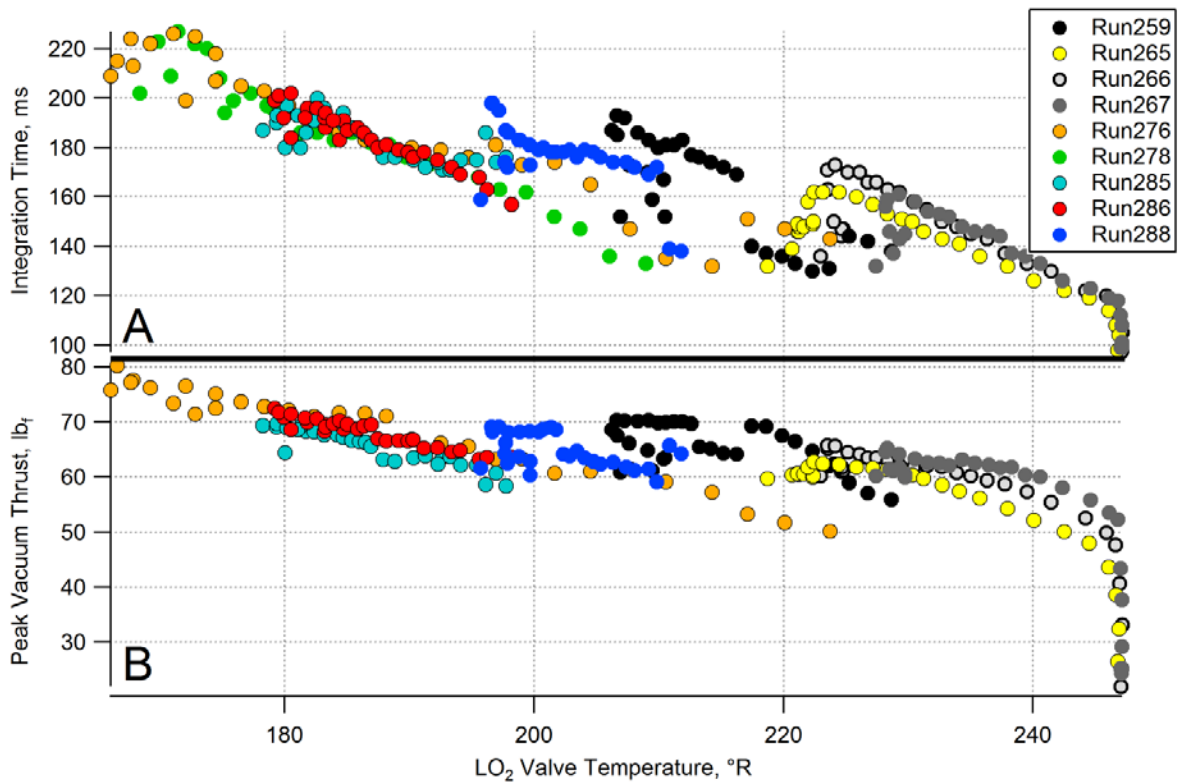 Run259
Run265
Run266
Run267
Run276
Run278
Run285
Run286
Run288
Integration Time, ms
220
200
180
160
140
120
100
A
Peak Vacuum Thrust, lbf
80
70
60
50
40
30
B
180
200
220
240
LO2 Valve Temperature, °R